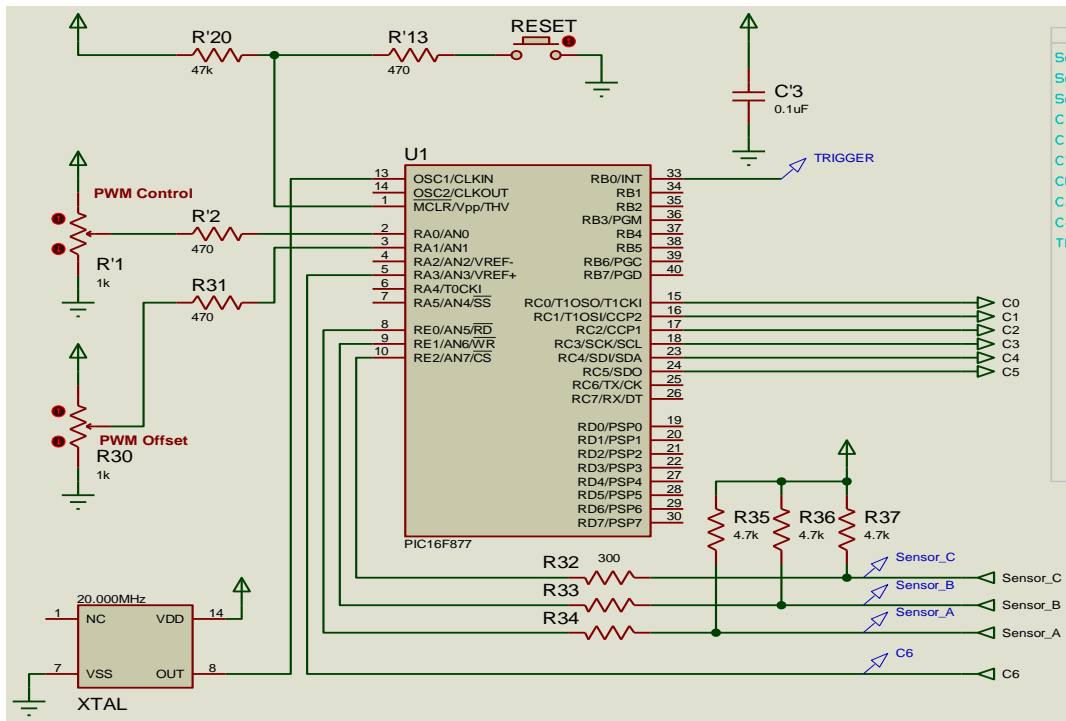 RESET
R'20
47k
R'13
470
C'3
0.1uF
U1
TRIGGER
PWM Control
R'1
1k
R'2
470
R31
470
PWM Offset
R30
1k
13 OSC1/CLKIN
14 OSC2/CLKOUT
1 MCLR/Vpp/THV
2 RA0/AN0
3 RA1/AN1
4 RA2/AN2/VREF-
5 RA3/AN3/VREF+
6 RA4/T0CKI
7 RA5/AN4/SS
8 RE0/AN5/RD
9 RE1/AN6/WR
10 RE2/AN7/CS
RB0/INT 33
RB1 34
RB2 35
RB3/PGM 36
RB4 37
RB5 38
RB6/PGC 39
RB7/PGD 40
RC0/T1OSO/T1CKI 15 C0
RC1/T1OSI/CCP2 16 C1
RC2/CCP1 17 C2
RC3/SCK/SCL 18 C3
RC4/SDI/SDA 23 C4
RC5/SDO 24 C5
RC6/TX/CK 25
RC7/RX/DT 26
RD0/PSP0 19
RD1/PSP1 20
RD2/PSP2 21
RD3/PSP3 22
RD4/PSP4 27
RD5/PSP5 28
RD6/PSP6 29
RD7/PSP7 30
PIC16F877
R35
4.7k
R36
4.7k
R37
4.7k
R32 300
R33
R34
Sensor_C
Sensor_B
Sensor_A
C6
Sensor_C
Sensor_B
Sensor_A
C6
20.000MHz
1 NC VDD 14
7 VSS OUT 8
XTAL